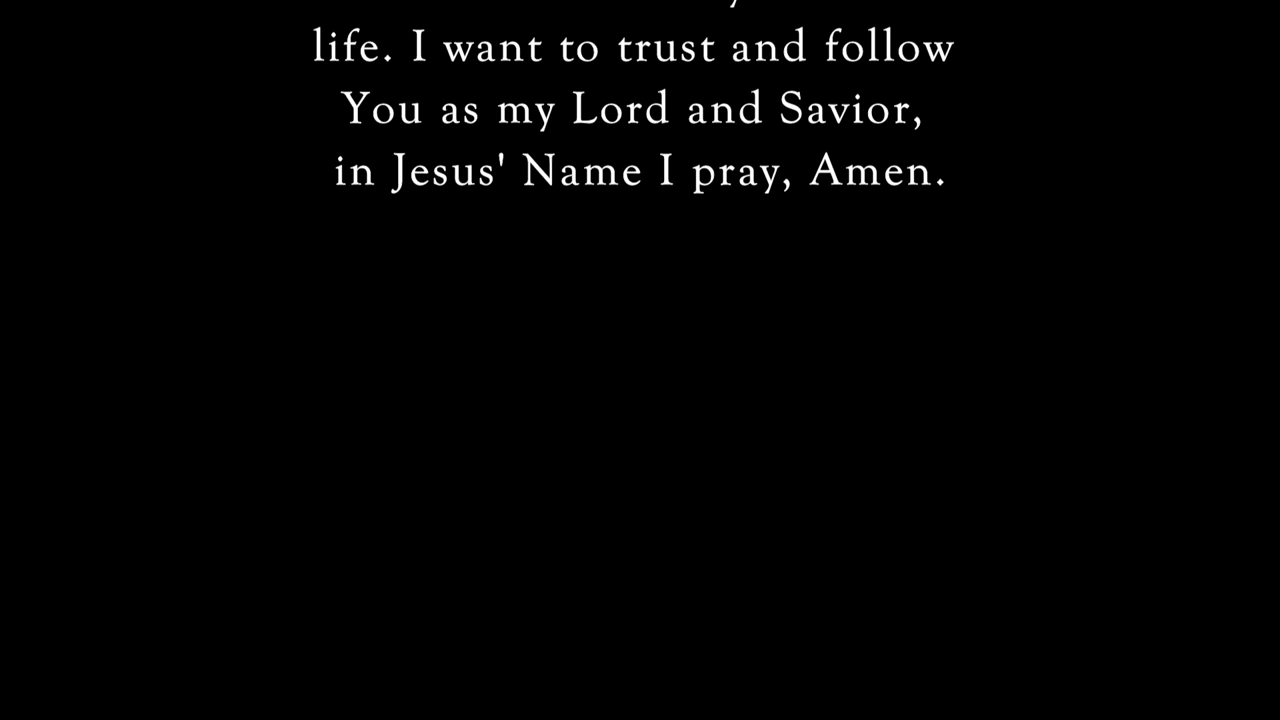 life. I want to trust and follow
You as my Lord and Savior,
in Jesus' Name I pray, Amen.